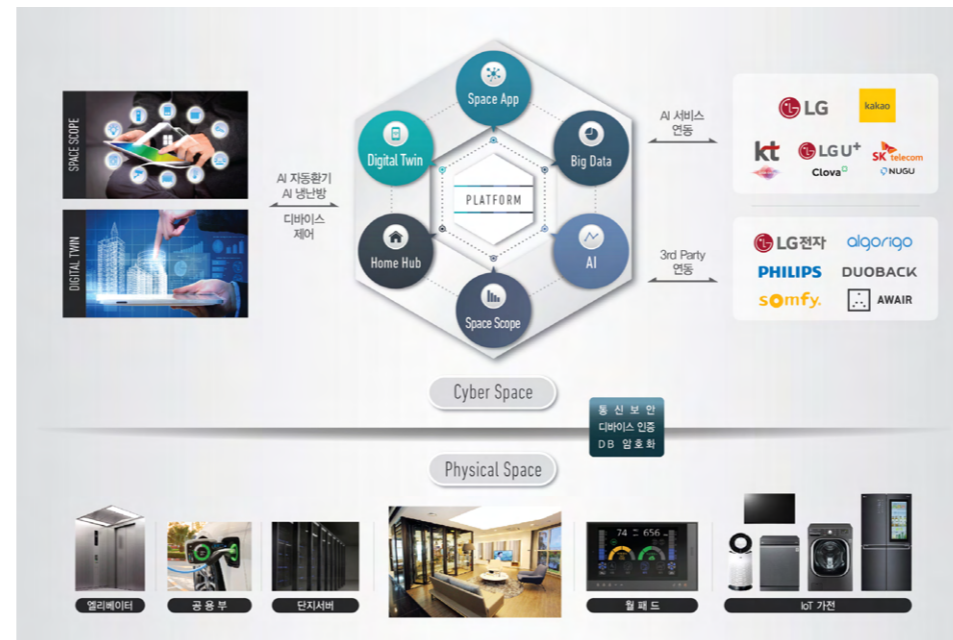 SPACE SCOPE
DIGITAL TWIN
AI 자동환기
AI 냉난방
디바이스
제어
Space App
Digital Twin
Big Data
PLATFORM
Home Hub
AI
Space Scope
AI 서비스
연동
3rd Party
연동
LG
kakao
kt
LG U+
SK telecom
Clova
NUGU
LG전자
algorigo
PHILIPS
DUOBACK
somfy.
AWAIR
Cyber Space
통신보안
디바이스 인증
DB 암호화
Physical Space
74
656
엘리베이터
공용부
단지서버
월패드
IoT 가전